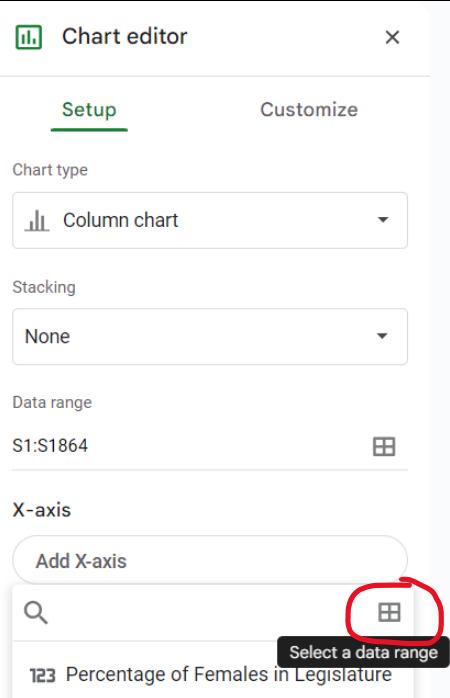 Chart editor
Setup
Customize
Chart type
Column chart
Stacking
None
Data range
S1:S1864
X-axis
Add X-axis
Select a data range
123 Percentage of Females in Legislature